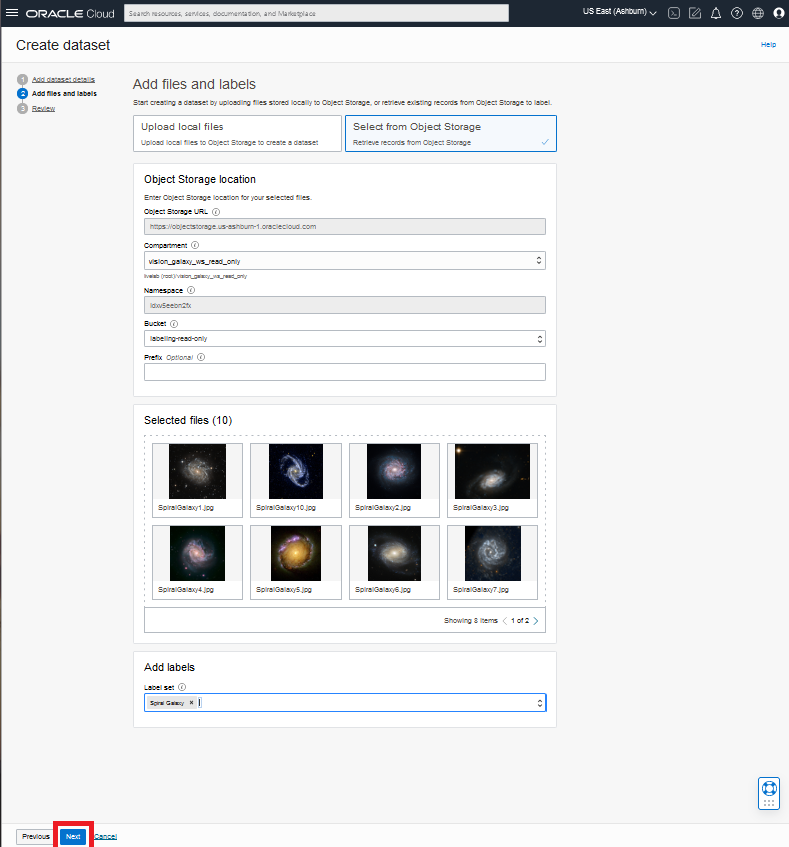 ORACLE Cloud
Search resources, services, documentation, and Marketplace
US East (Ashburn)
Create dataset
Help
1 Add dataset details
2 Add files and labels
3 Review
Add files and labels
Start creating a dataset by uploading files stored locally to Object Storage, or retrieve existing records from Object Storage to label.
Upload local files
Upload local files to Object Storage to create a dataset
Select from Object Storage
Retrieve records from Object Storage
Object Storage location
Enter Object Storage location for your selected files.
Object Storage URL
https://objectstorage.us-ashburn-1.oraclecloud.com
Compartment
vision_galaxy_ws_read_only
livelab (root)/vision_galaxy_ws_read_only
Namespace
idxv5eebn2fx
Bucket
labelling-read-only
Prefix Optional
Selected files (10)
SpiralGalaxy1.jpg
SpiralGalaxy10.jpg
SpiralGalaxy2.jpg
SpiralGalaxy3.jpg
SpiralGalaxy4.jpg
SpiralGalaxy5.jpg
SpiralGalaxy6.jpg
SpiralGalaxy7.jpg
Showing 8 items < 1 of 2 >
Add labels
Label set
Spiral Galaxy ×
Previous
Next
Cancel